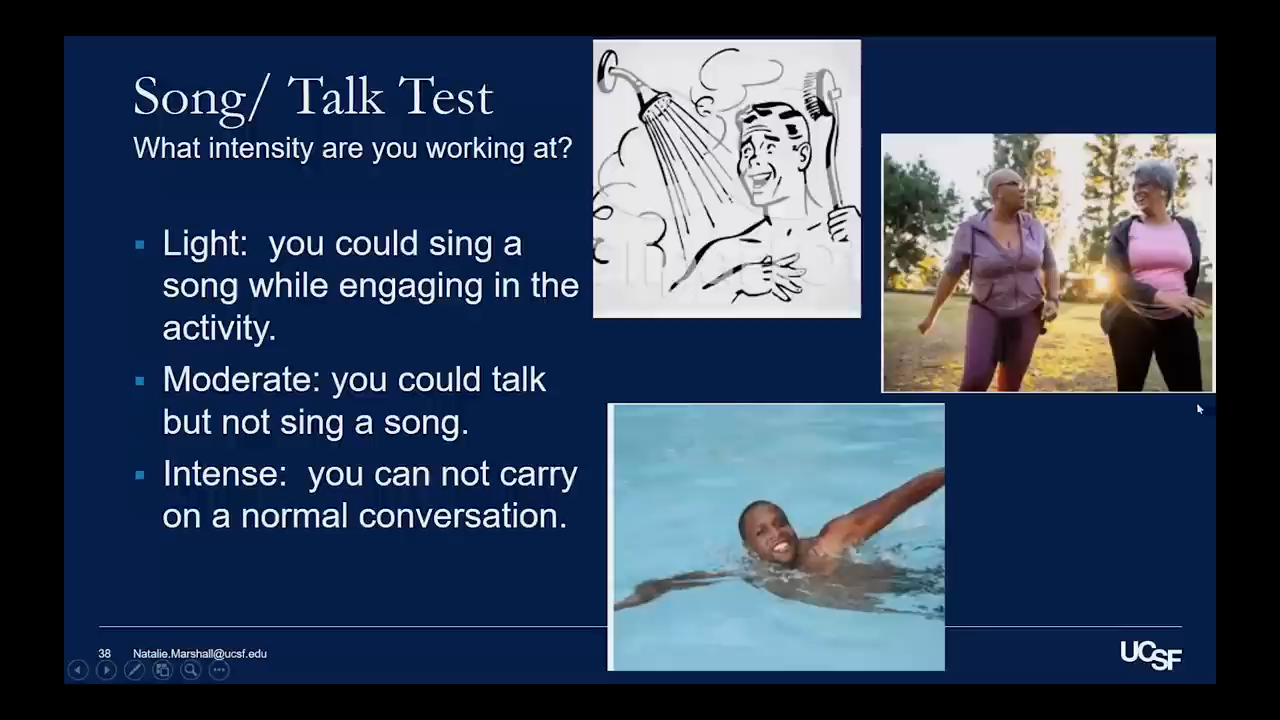 Song/ Talk Test
What intensity are you working at?
Light:  you could sing a
song while engaging in the
activity.
Moderate: you could talk
but not sing a song.
Intense:  you can not carry
on a normal conversation.
38 Natalie.Marshall@ucsf.edu
UCSF